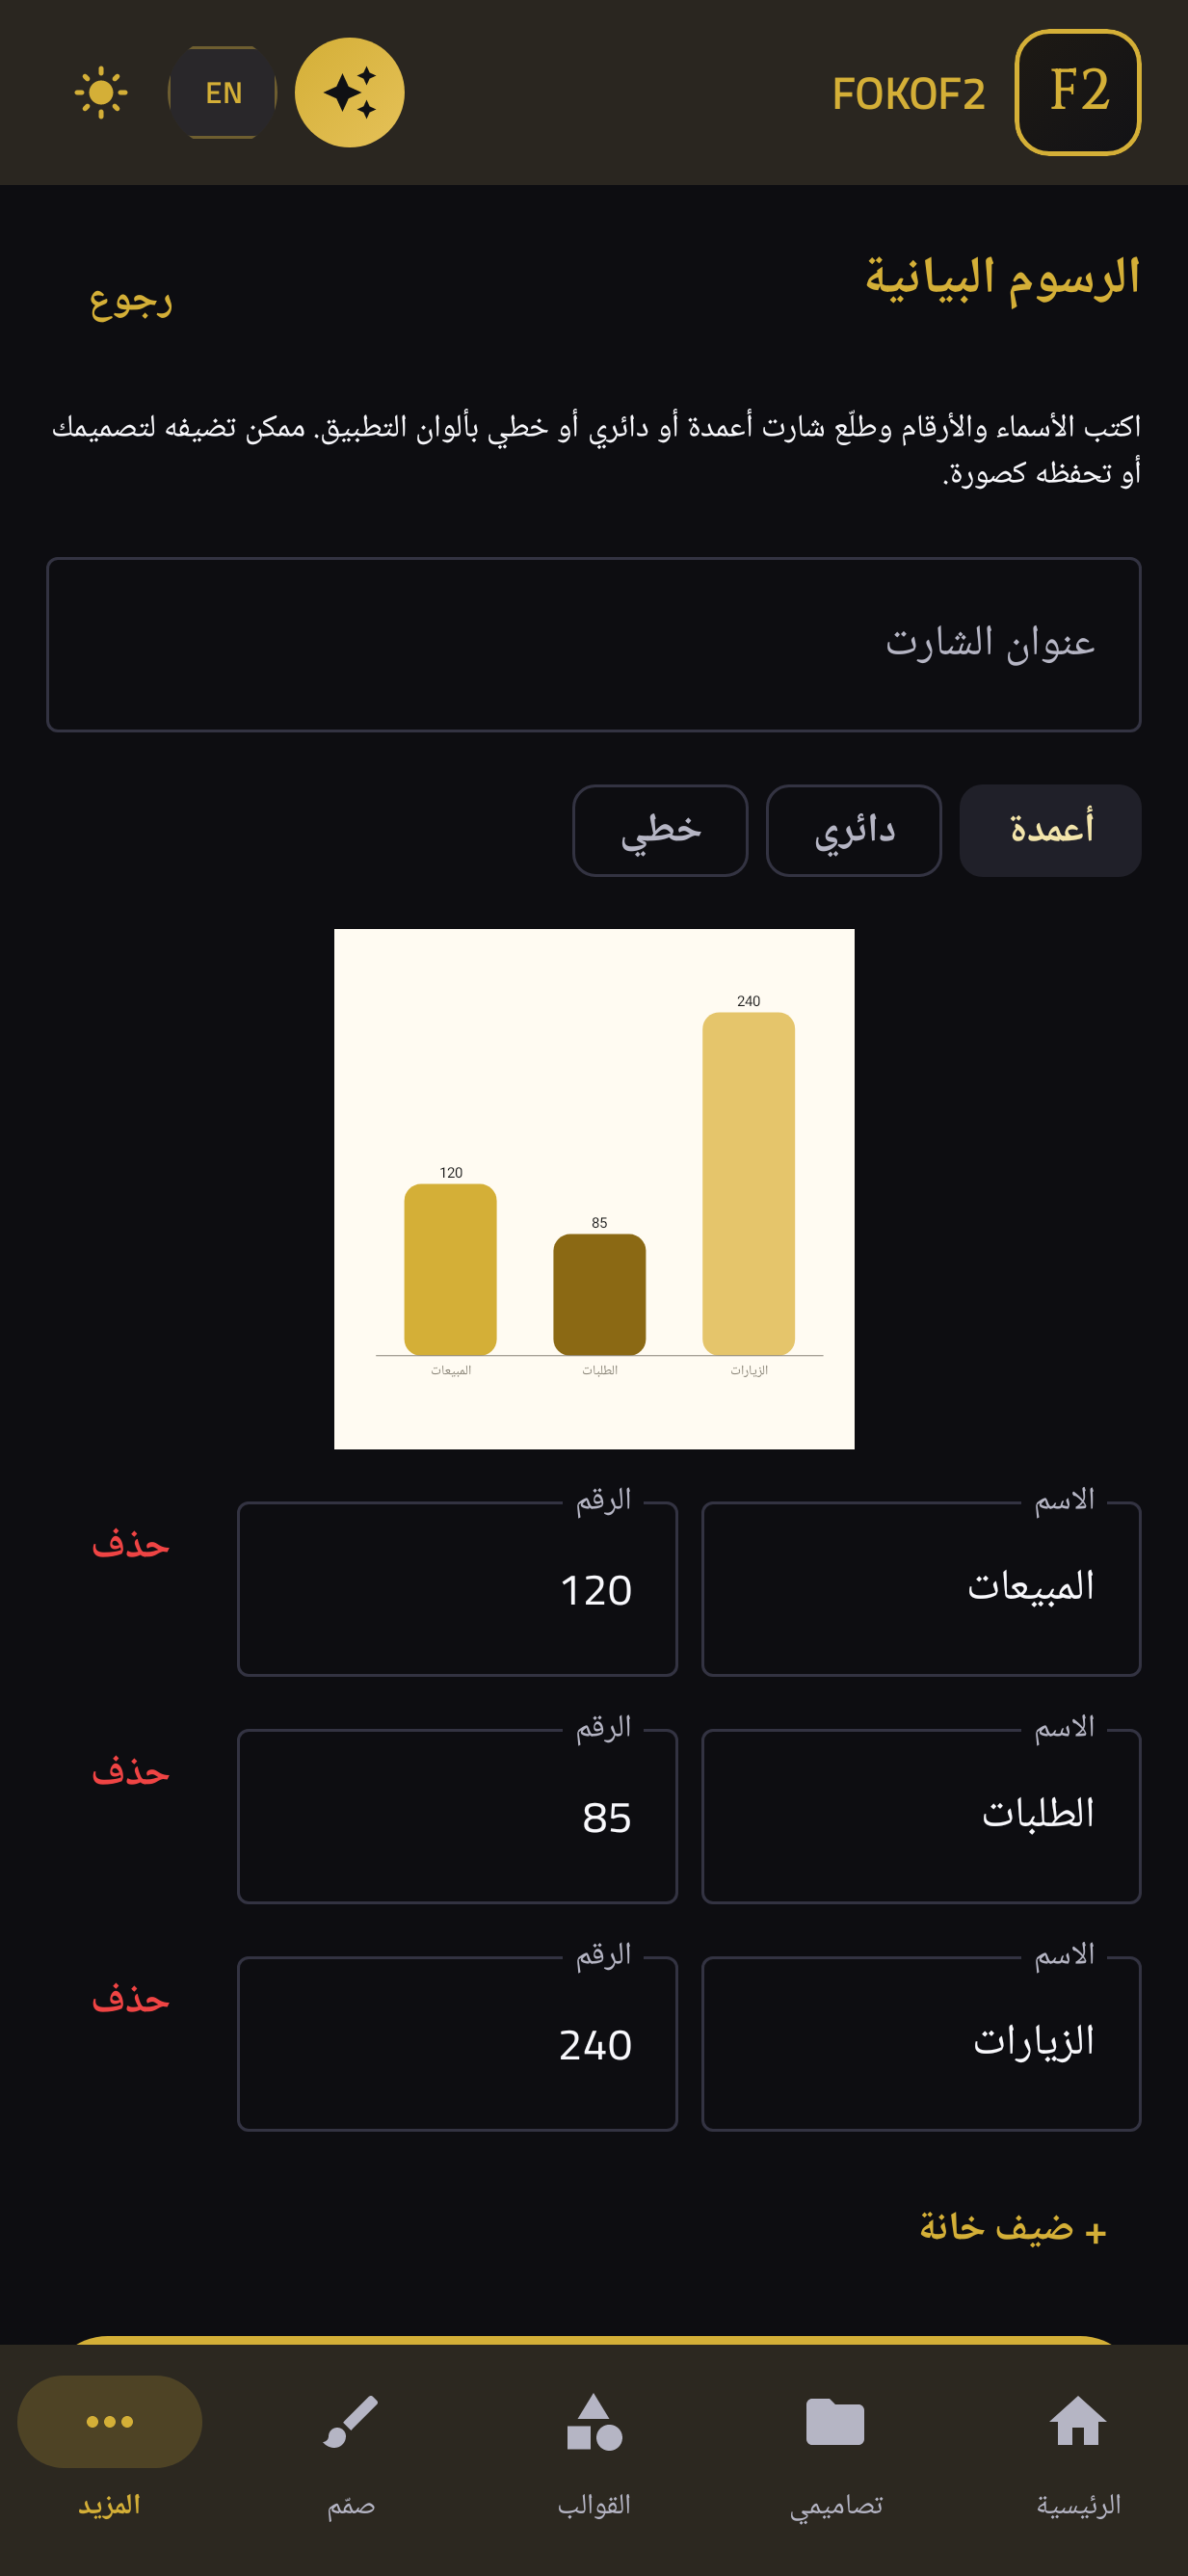 F2
FOKOF2
EN
الرسوم البيانية
رجوع
اكتب الأسماء والأرقام وطلّع شارت أعمدة أو دائري أو خطي بألوان التطبيق. ممكن تضيفه لتصميمك
أو تحفظه كصورة.
عنوان الشارت
أعمدة
دائري
خطي
240
120
85
المبيعات
الطلبات
الزيارات
الاسم
المبيعات
الرقم
120
حذف
الاسم
الطلبات
الرقم
85
حذف
الاسم
الزيارات
الرقم
240
حذف
+ ضيف خانة
الرئيسية
تصاميمي
القوالب
صمّم
المزيد